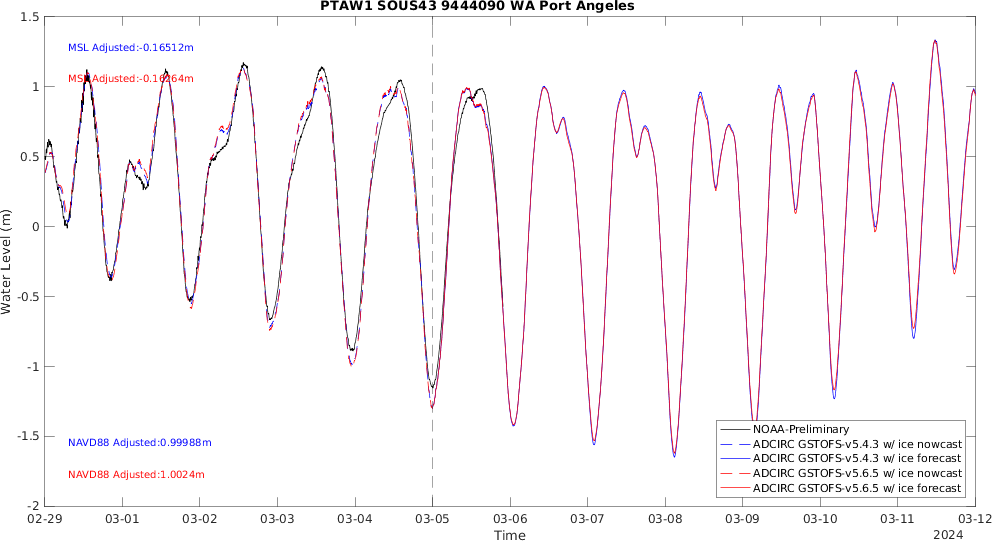 PTAW1 SOUS43 9444090 WA Port Angeles
1.5
MSL Adjusted:-0.16512m
MSL Adjusted:-0.16264m
1
0.5
0
-0.5
-1
-1.5
-2
Water Level (m)
NAVD88 Adjusted:0.99988m
NAVD88 Adjusted:1.0024m
NOAA-Preliminary
ADCIRC GSTOFS-v5.4.3 w/ ice nowcast
ADCIRC GSTOFS-v5.4.3 w/ ice forecast
ADCIRC GSTOFS-v5.6.5 w/ ice nowcast
ADCIRC GSTOFS-v5.6.5 w/ ice forecast
02-29 03-01 03-02 03-03 03-04 03-05 03-06 03-07 03-08 03-09 03-10 03-11 03-12
Time
2024